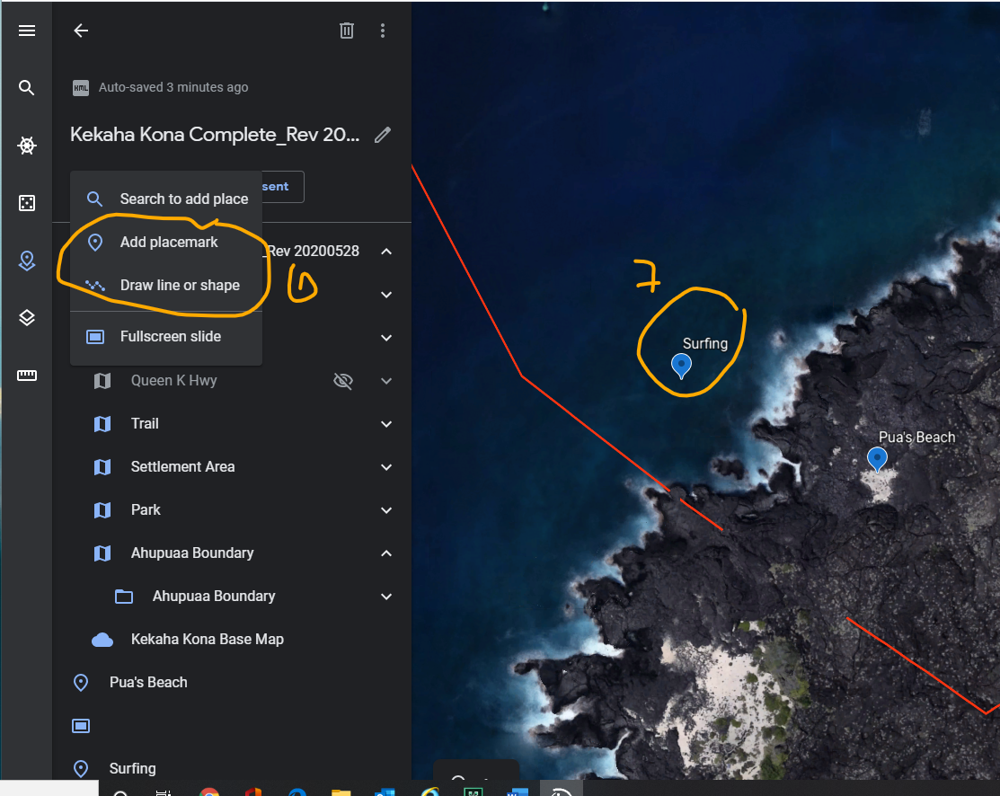 KML Auto-saved 3 minutes ago
Kekaha Kona Complete_Rev 20...
Search to add place
sent
Add placemark
_Rev 20200528
Draw line or shape
1
Fullscreen slide
Queen K Hwy
Trail
Settlement Area
Park
Ahupuaa Boundary
Ahupuaa Boundary
Kekaha Kona Base Map
Pua's Beach
Surfing
7
Surfing
Pua's Beach